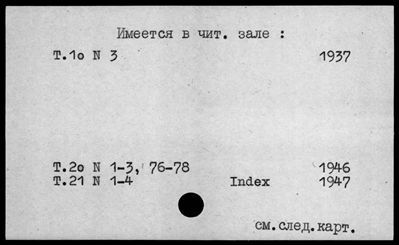 Имеется в чит. зале :
Т.1о N 3 1937
Т.2о N 1-3, 76-78 1946
Т.21 N 1-4 Index 1947
см.след.карт.